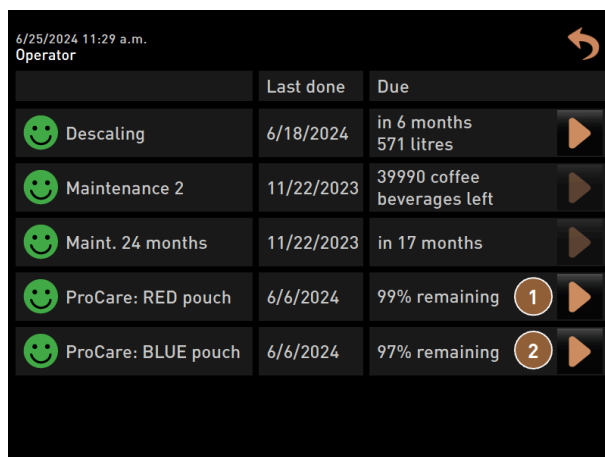 6/25/2024 11:29 a.m.
Operator
Last done Due
Descaling 6/18/2024 in 6 months
571 litres
Maintenance 2 11/22/2023 39990 coffee
beverages left
Maint. 24 months 11/22/2023 in 17 months
ProCare: RED pouch 6/6/2024 99% remaining 1
ProCare: BLUE pouch 6/6/2024 97% remaining 2